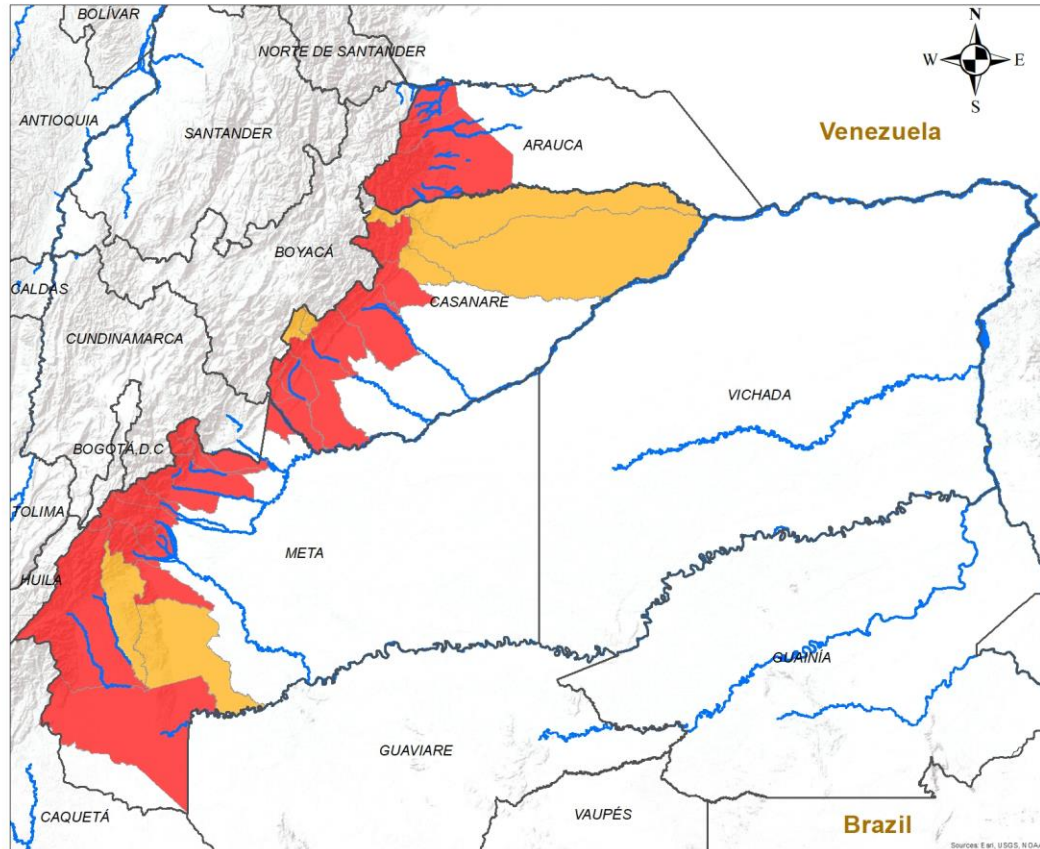 BOLÍVAR
NORTE DE SANTANDER
N
W
E
S
ANTIOQUIA
SANTANDER
ARAUCA
Venezuela
BOYACÁ
CALDAS
CASANARE
CUNDINAMARCA
VICHADA
BOGOTÁ,D.C
TOLIMA
META
HUILA
GUAINÍA
GUAVIARE
CAQUETÁ
VAUPÉS
Brazil
Sources: Esri, USGS, NOAA